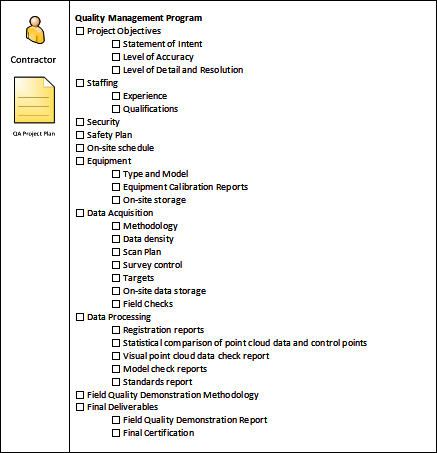 Contractor
QA Project Plan
Quality Management Program
Project Objectives
Statement of Intent
Level of Accuracy
Level of Detail and Resolution
Staffing
Experience
Qualifications
Security
Safety Plan
On-site schedule
Equipment
Type and Model
Equipment Calibration Reports
On-site storage
Data Acquisition
Methodology
Data density
Scan Plan
Survey control
Targets
On-site data storage
Field Checks
Data Processing
Registration reports
Statistical comparison of point cloud data and control points
Visual point cloud data check report
Model check reports
Standards report
Field Quality Demonstration Methodology
Final Deliverables
Field Quality Demonstration Report
Final Certification